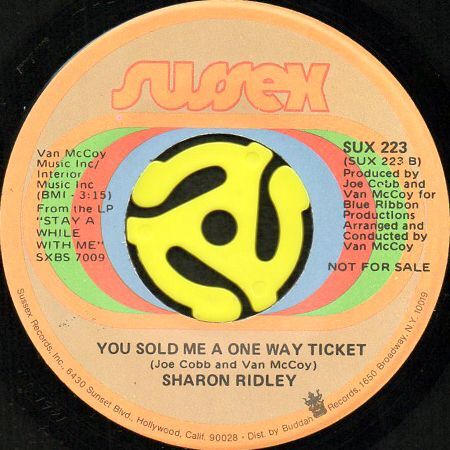 sussex
Van McCoy
Music Inc/
Interior
Music Inc
(BMI - 3:15)
From the LP
"STAY A
WHILE
WITH ME"
SXBS 7009
SUX 223
(SUX 223 B)
Produced by
Joe Cobb and
Van McCoy for
Blue Ribbon
Productions
Arranged and
Conducted by
Van McCoy
NOT FOR SALE
YOU SOLD ME A ONE WAY TICKET
(Joe Cobb and Van McCoy)
SHARON RIDLEY
Sussex Records, Inc., 6430 Sunset Blvd., Hollywood, Calif. 90028 - Dist. by Buddah Records, 1650 Broadway, N.Y. 10019